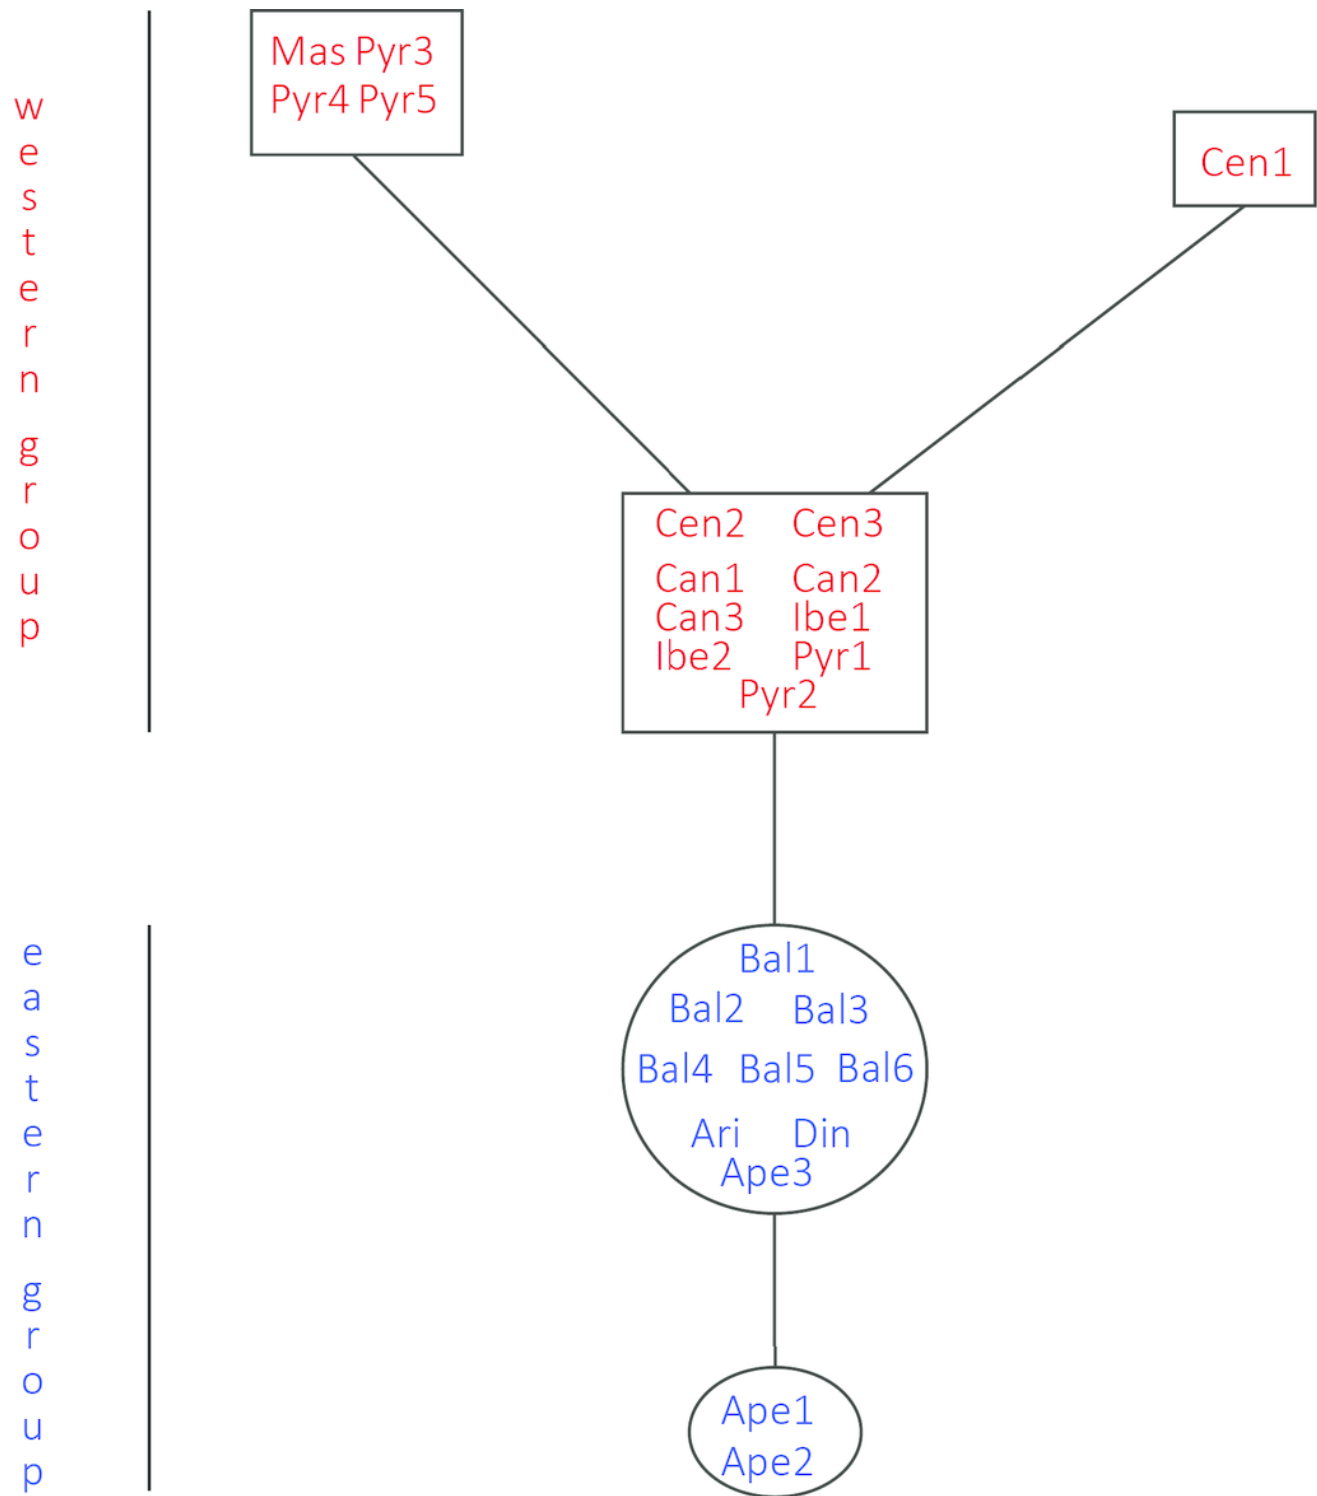 western group
Mas Pyr3
Pyr4 Pyr5
Cen1
Cen2 Cen3
Can1 Can2
Can3 Ibe1
Ibe2 Pyr1
Pyr2
eastern group
Bal1
Bal2 Bal3
Bal4 Bal5 Bal6
Ari Din
Ape3
Ape1
Ape2